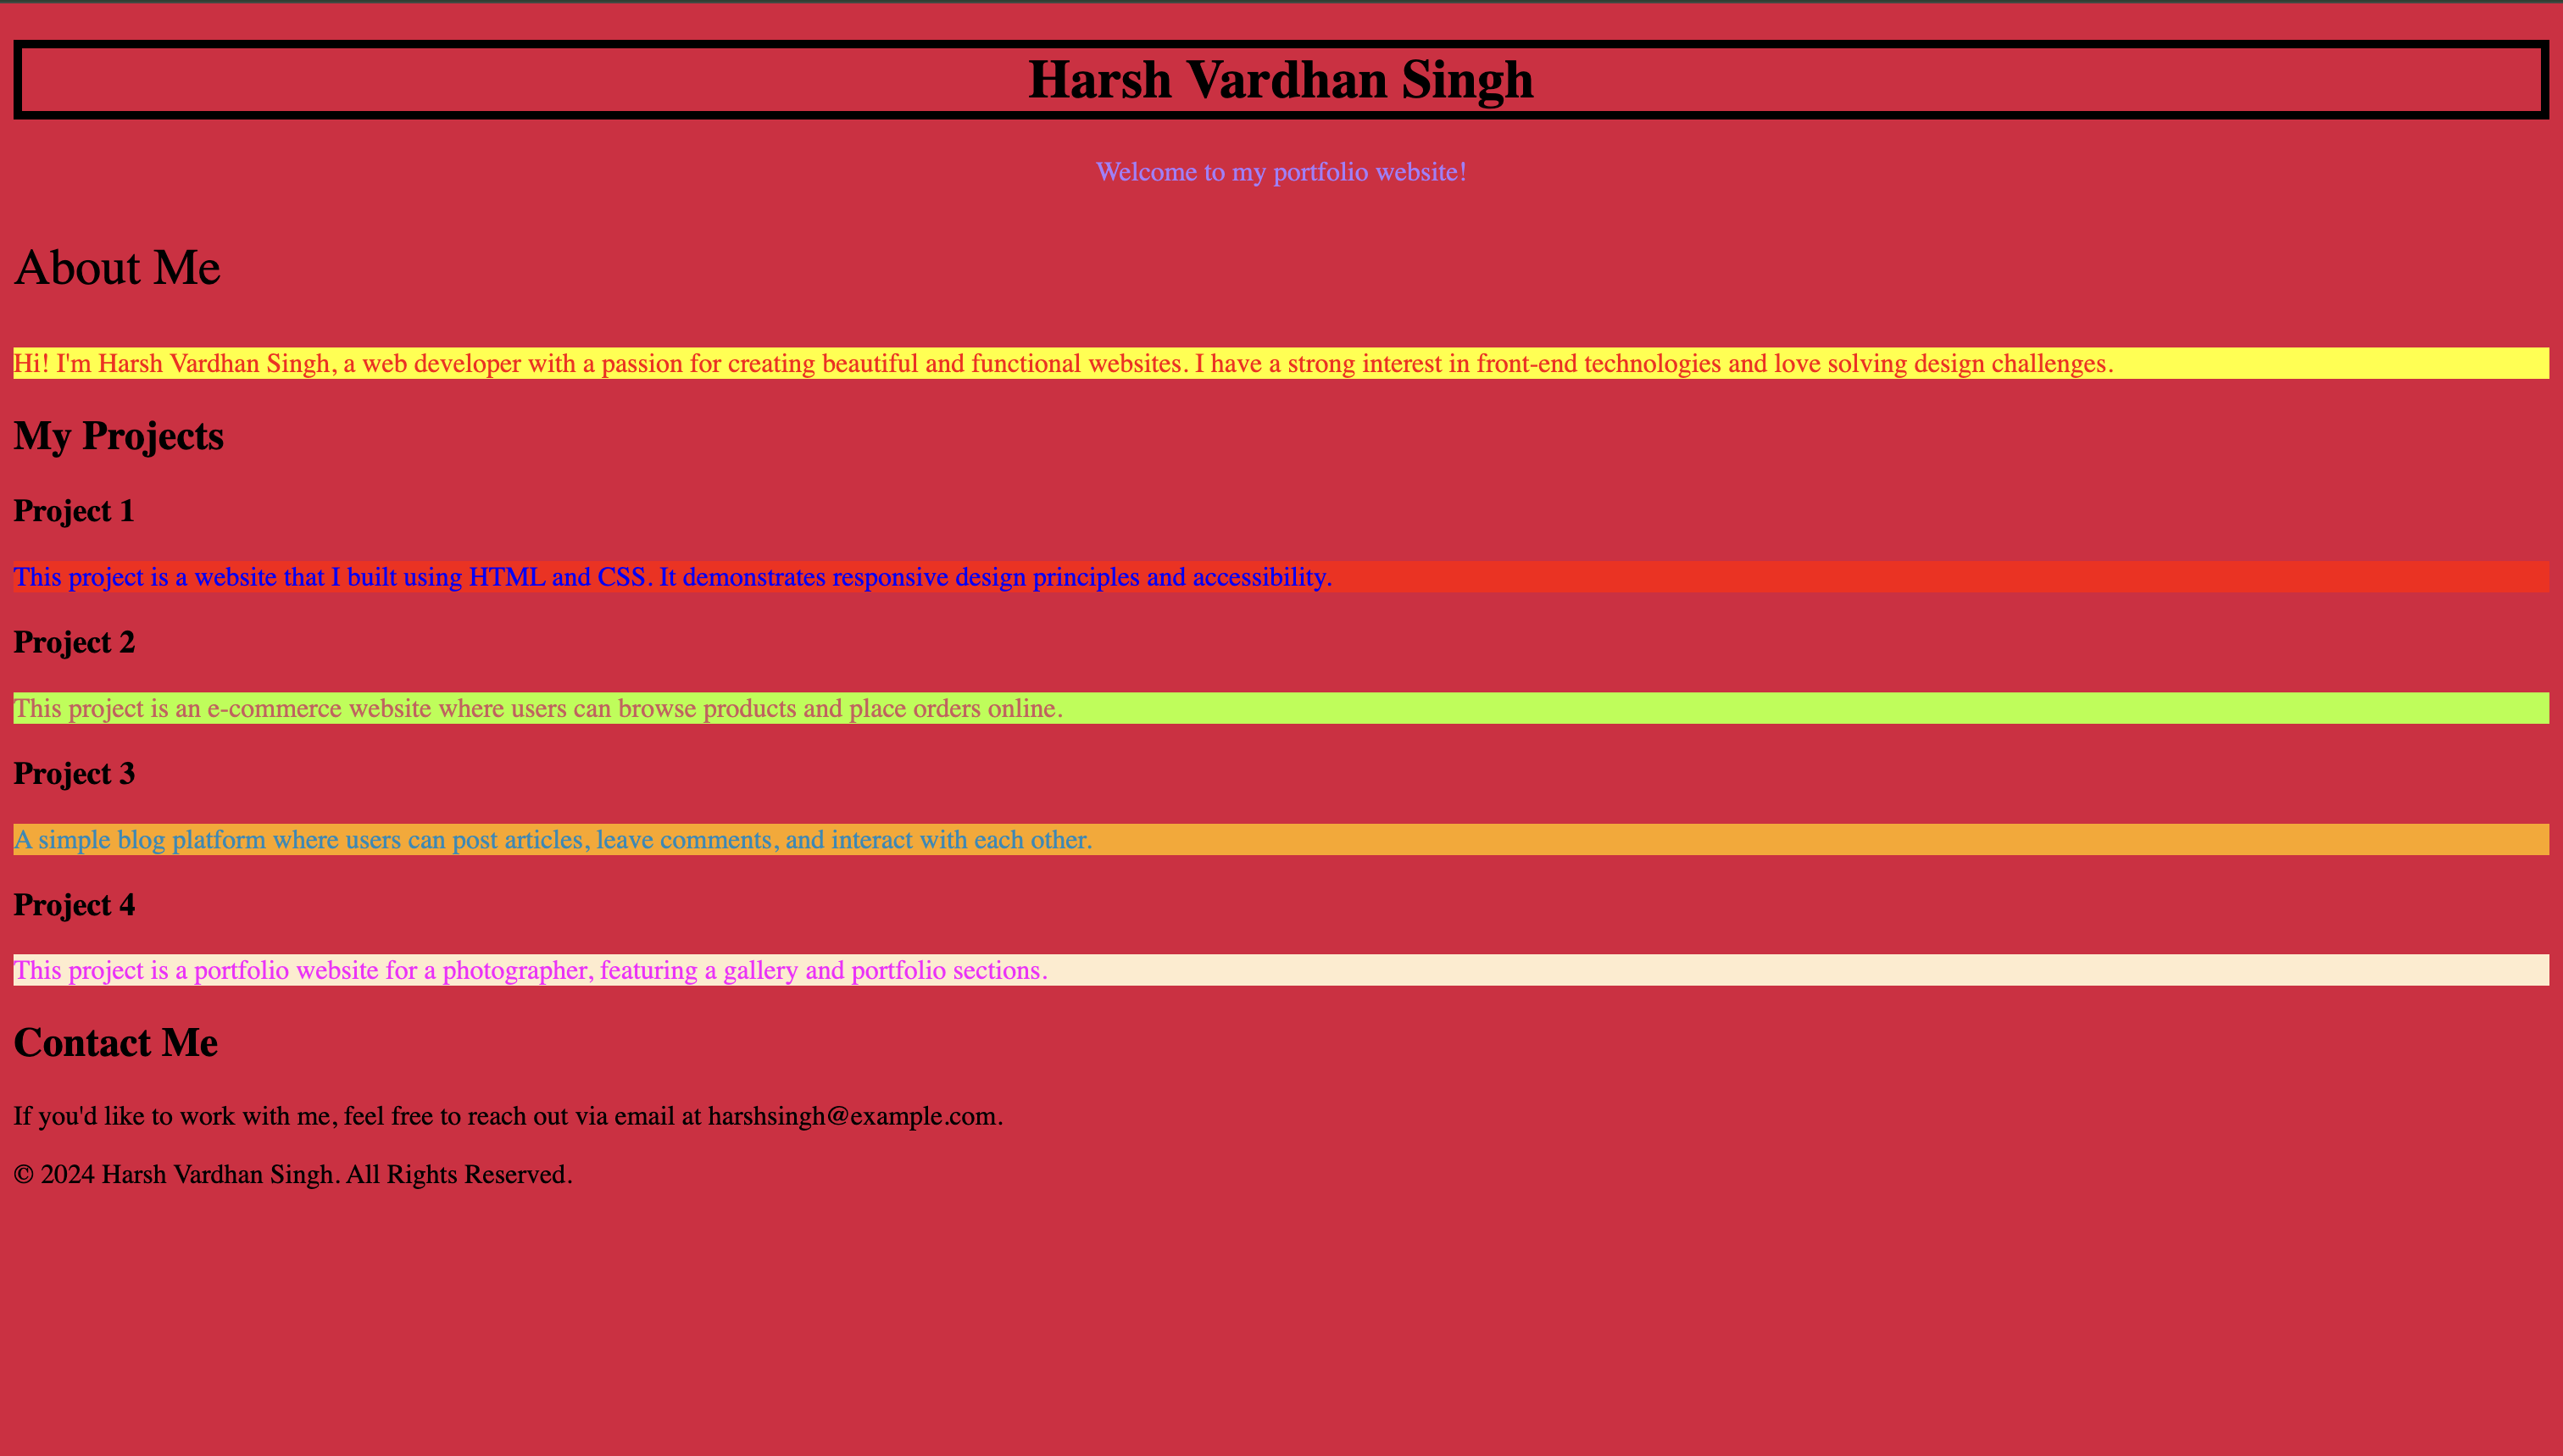 Harsh Vardhan Singh
Welcome to my portfolio website!
About Me
Hi! I'm Harsh Vardhan Singh, a web developer with a passion for creating beautiful and functional websites. I have a strong interest in front-end technologies and love solving design challenges.
My Projects
Project 1
This project is a website that I built using HTML and CSS. It demonstrates responsive design principles and accessibility.
Project 2
This project is an e-commerce website where users can browse products and place orders online.
Project 3
A simple blog platform where users can post articles, leave comments, and interact with each other.
Project 4
This project is a portfolio website for a photographer, featuring a gallery and portfolio sections.
Contact Me
If you'd like to work with me, feel free to reach out via email at harshsingh@example.com.
© 2024 Harsh Vardhan Singh. All Rights Reserved.